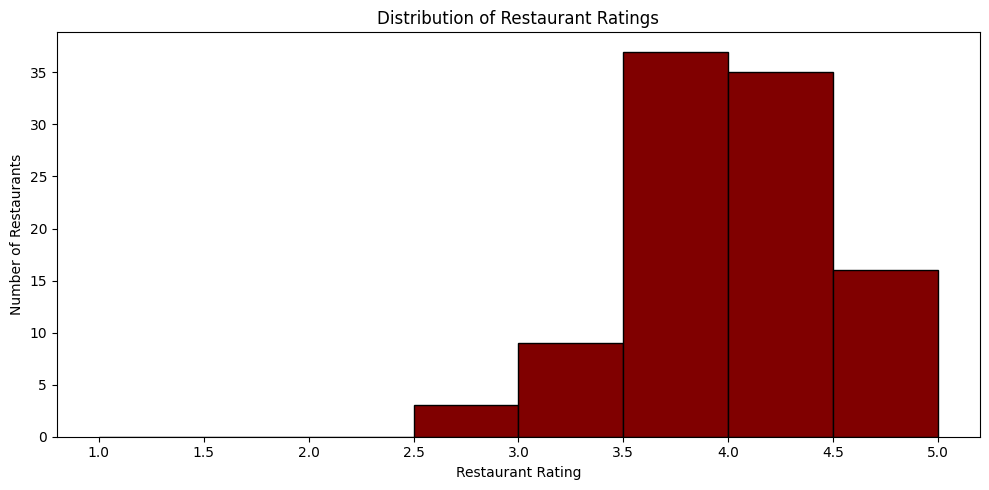 Distribution of Restaurant Ratings
Number of Restaurants
35
30
25
20
15
10
5
0
1.0 1.5 2.0 2.5 3.0 3.5 4.0 4.5 5.0
Restaurant Rating